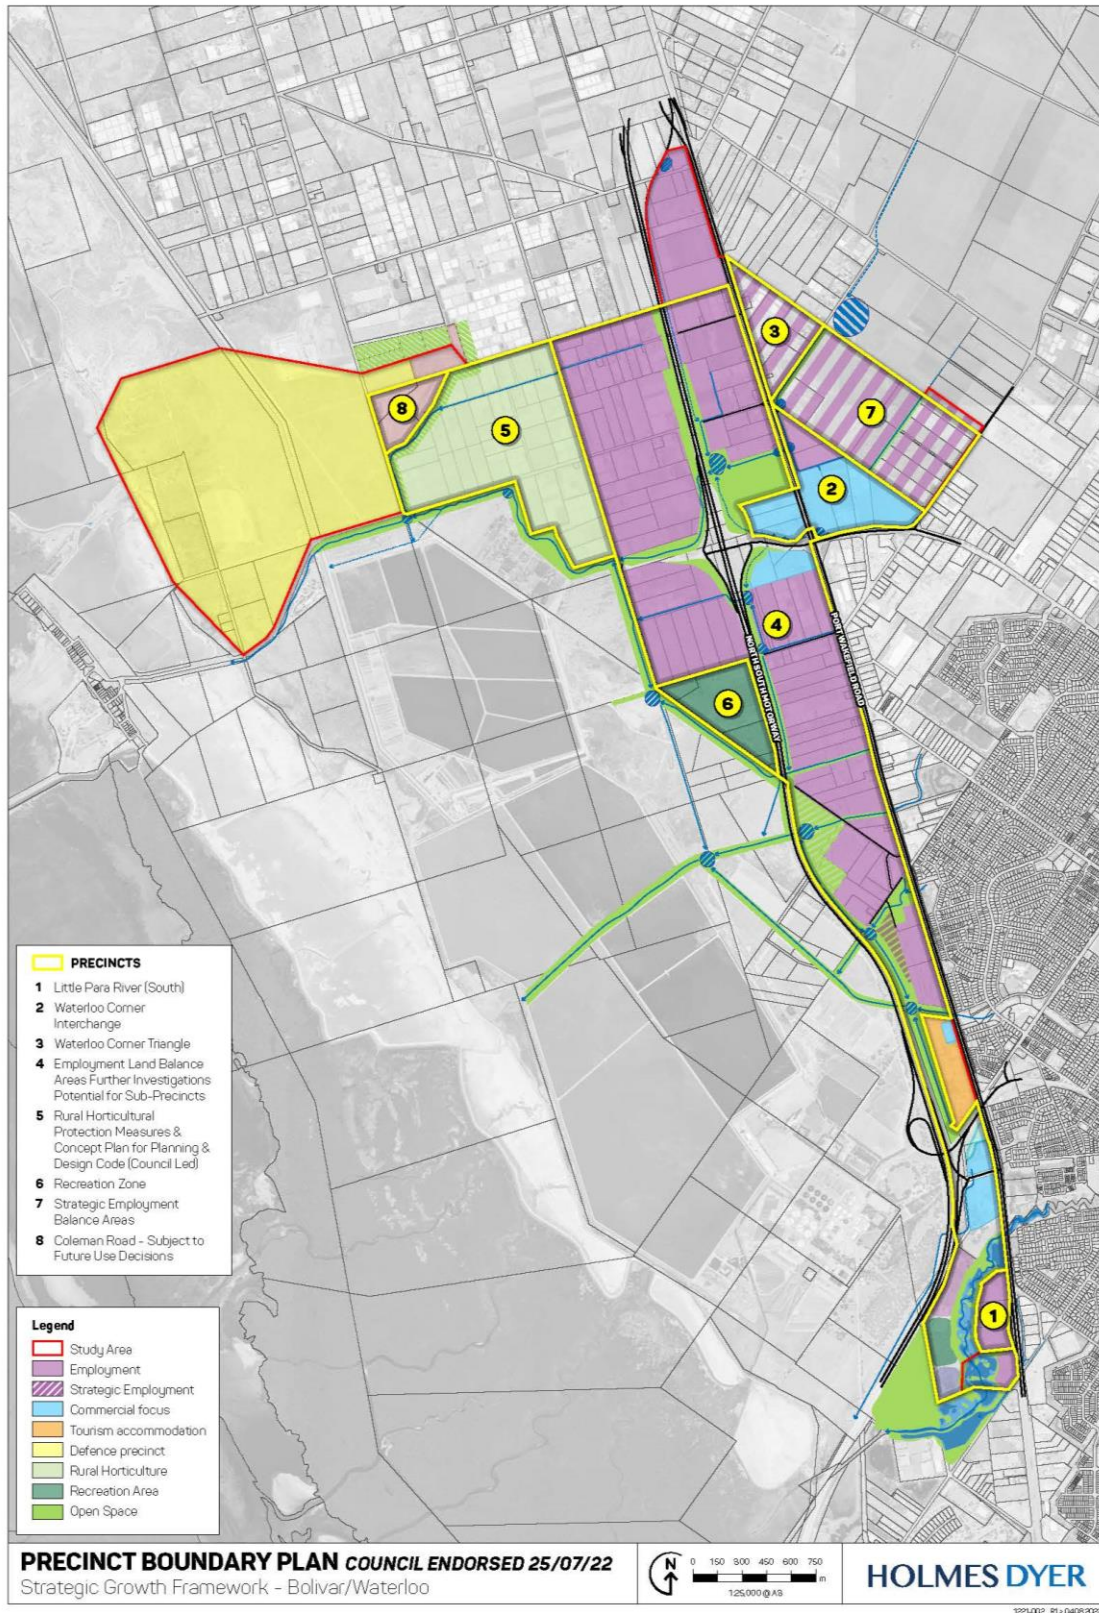 3
7
8
5
2
4
6
1
NORTH SOUTH MOTORWAY
PORT WAKEFIELD ROAD
PRECINCTS
1 Little Para River (South)
2 Waterloo Corner
Interchange
3 Waterloo Corner Triangle
4 Employment Land Balance
Areas Further Investigations
Potential for Sub-Precincts
5 Rural Horticultural
Protection Measures &
Concept Plan for Planning &
Design Code (Council Led)
6 Recreation Zone
7 Strategic Employment
Balance Areas
8 Coleman Road - Subject to
Future Use Decisions
Legend
Study Area
Employment
Strategic Employment
Commercial focus
Tourism accommodation
Defence precinct
Rural Horticulture
Recreation Area
Open Space
PRECINCT BOUNDARY PLAN COUNCIL ENDORSED 25/07/22
Strategic Growth Framework - Bolivar/Waterloo
N
0 150 300 450 600 750
m
1:25,000 @ A3
HOLMES DYER